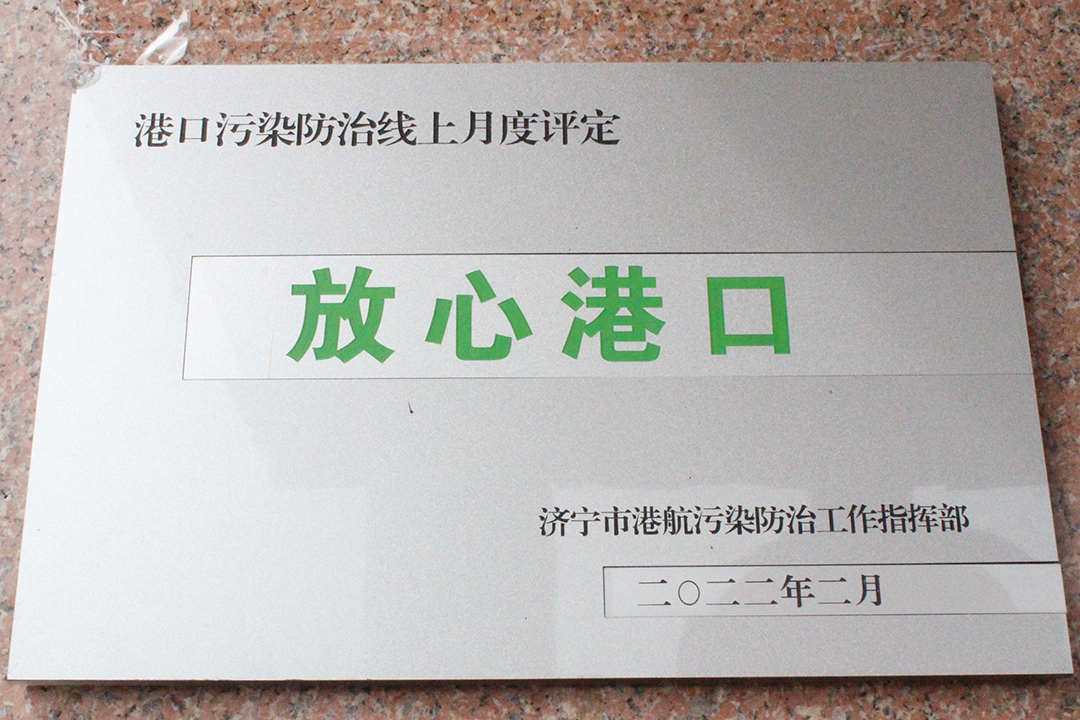 港口污染防治线上月度评定
放心港口
济宁市港航污染防治工作指挥部
二〇二二年二月